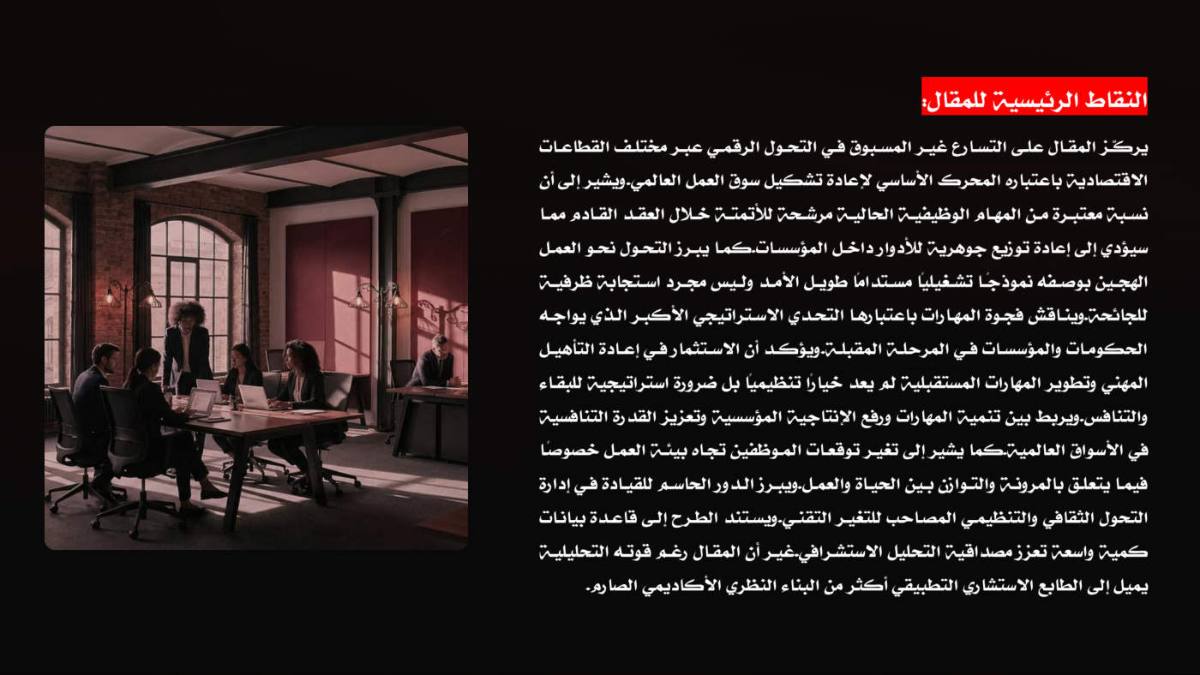 النقاط الرئيسية للمقال:
يركّز المقال على التسارع غير المسبوق في التحول الرقمي عبر مختلف القطاعات
الاقتصادية باعتباره المحرك الأساسي لإعادة تشكيل سوق العمل العالمي.ويشير إلى أن
نسبة معتبرة من المهام الوظيفية الحالية مرشحة للأتمتة خلال العقد القادم مما
سيؤدي إلى إعادة توزيع جوهرية للأدوار داخل المؤسسات.كما يبرز التحول نحو العمل
الهجين بوصفه نموذجًا تشغيليًا مستدامًا طويل الأمد وليس مجرد استجابة ظرفية
للجائحة.ويناقش فجوة المهارات باعتبارها التحدي الاستراتيجي الأكبر الذي يواجه
الحكومات والمؤسسات في المرحلة المقبلة.ويؤكد أن الاستثمار في إعادة التأهيل
المهني وتطوير المهارات المستقبلية لم يعد خيارًا تنظيميًا بل ضرورة استراتيجية للبقاء
والتنافس.ويربط بين تنمية المهارات ورفع الإنتاجية المؤسسية وتعزيز القدرة التنافسية
في الأسواق العالمية.كما يشير إلى تغير توقعات الموظفين تجاه بيئة العمل خصوصًا
فيما يتعلق بالمرونة والتوازن بين الحياة والعمل.ويبرز الدور الحاسم للقيادة في إدارة
التحول الثقافي والتنظيمي المصاحب للتغير التقني.ويستند الطرح إلى قاعدة بيانات
كمية واسعة تعزز مصداقية التحليل الاستشرافي.غير أن المقال رغم قوته التحليلية
يميل إلى الطابع الاستشاري التطبيقي أكثر من البناء النظري الأكاديمي الصارم.